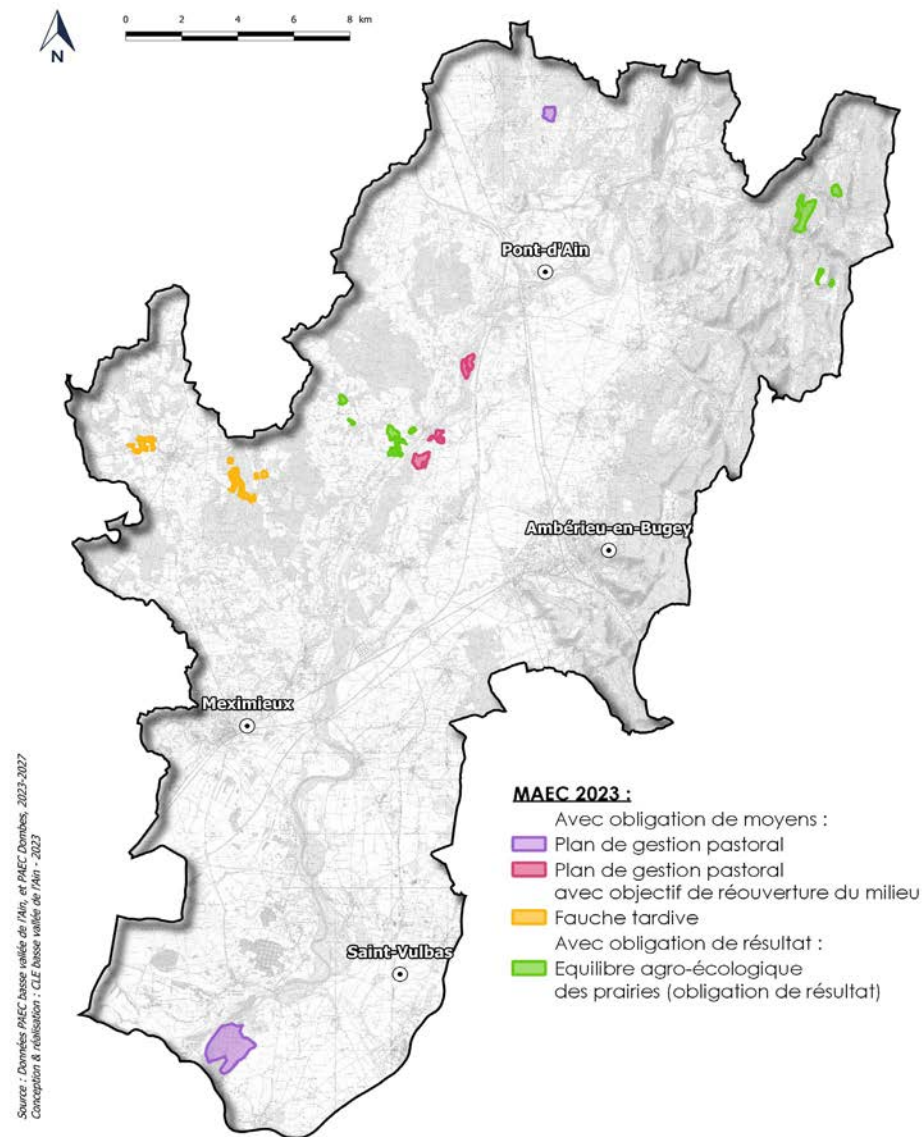 0 2 4 6 8 km
N
Pont-d'Ain
Ambérieu-en-Bugey
Meximieux
Saint-Vulbas
MAEC 2023 :
Avec obligation de moyens :
Plan de gestion pastoral
Plan de gestion pastoral
avec objectif de réouverture du milieu
Fauche tardive
Avec obligation de résultat :
Equilibre agro-écologique
des prairies (obligation de résultat)
Source : Données PAEC basse vallée de l'Ain, et PAEC Dombes, 2023-2027
Conception & réalisation : CLE basse vallée de l'Ain - 2023